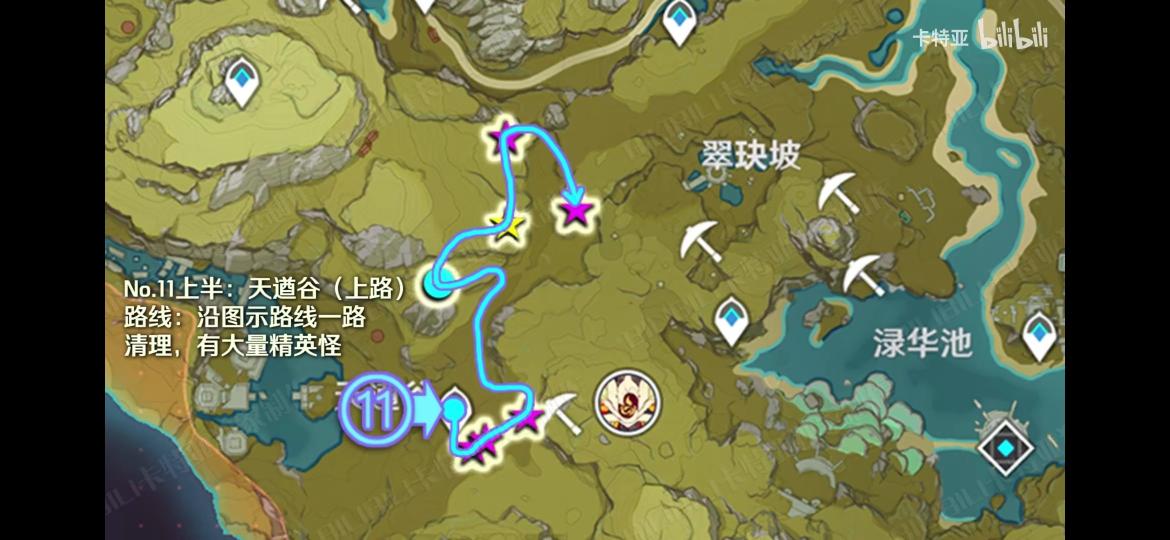 卡特亚 bilibili
翠玦坡
No.11上半：天遒谷（上路）
路线：沿图示路线一路
清理，有大量精英怪
渌华池
11